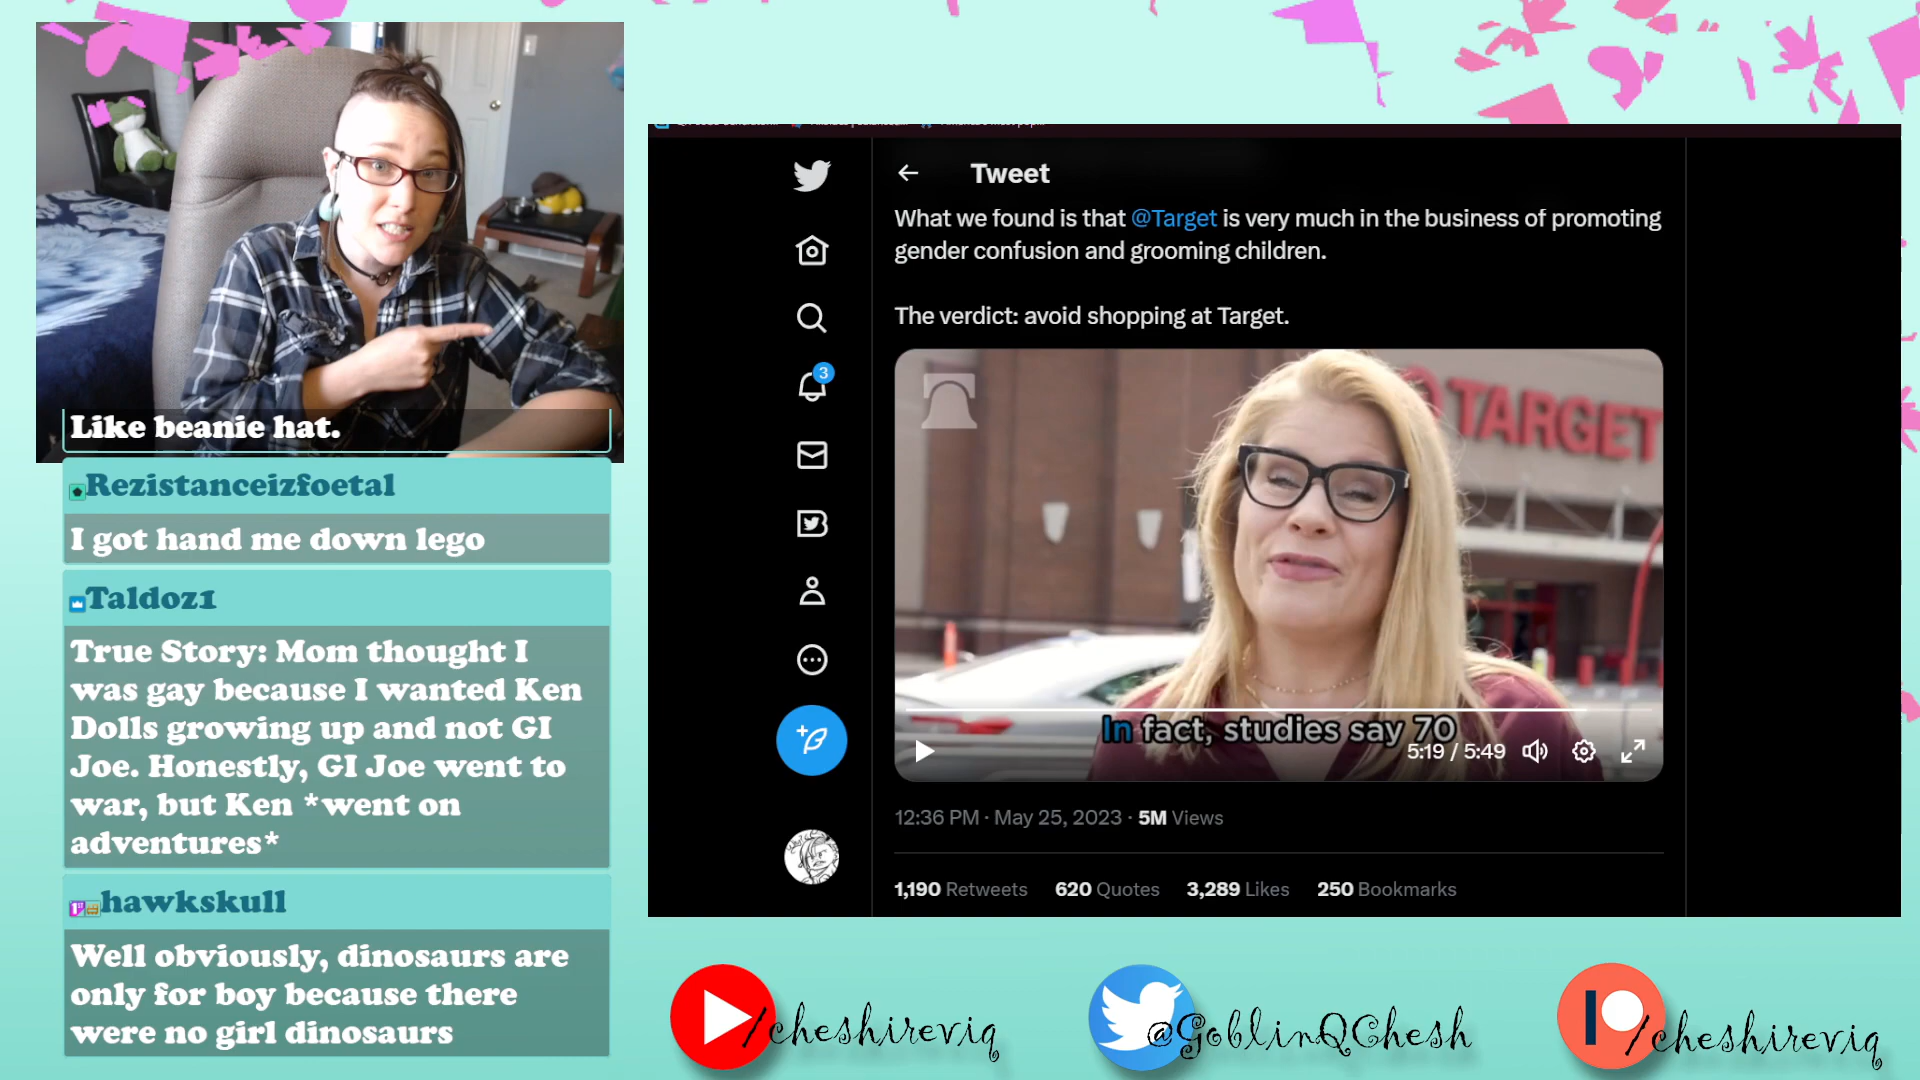 Like beanie hat.
Rezistanceizfoetal
I got hand me down lego
Taldoz1
True Story: Mom thought I
was gay because I wanted Ken
Dolls growing up and not GI
Joe. Honestly, GI Joe went to
war, but Ken *went on
adventures*
hawkskull
Well obviously, dinosaurs are
only for boy because there
were no girl dinosaurs
Tweet
What we found is that @Target is very much in the business of promoting
gender confusion and grooming children.
The verdict: avoid shopping at Target.
3
TARGET
In fact, studies say 70
5:19 / 5:49
12:36 PM · May 25, 2023 · 5M Views
1,190 Retweets 620 Quotes 3,289 Likes 250 Bookmarks
/cheshireviq
@GoblinQChesh
/cheshireviq